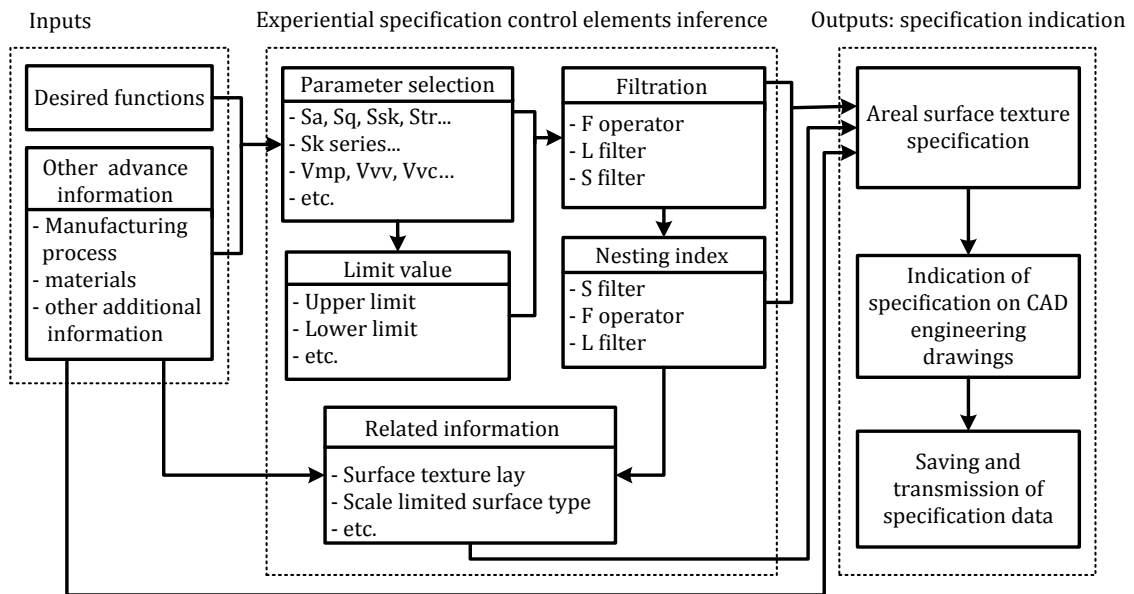 Inputs
Experiential specification control elements inference
Outputs: specification indication
Desired functions
Other advance
information
- Manufacturing
process
- materials
- other additional
information
Parameter selection
- Sa, Sq, Ssk, Str...
- Sk series...
- Vmp, Vvv, Vvc...
- etc.
Limit value
- Upper limit
- Lower limit
- etc.
Filtration
- F operator
- L filter
- S filter
Nesting index
- S filter
- F operator
- L filter
Related information
- Surface texture lay
- Scale limited surface type
- etc.
Areal surface texture
specification
Indication of
specification on CAD
engineering
drawings
Saving and
transmission of
specification data